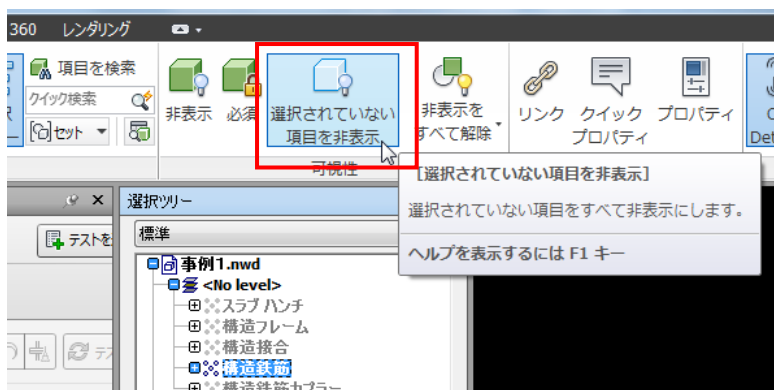 360 レンダリング
項目を検索
クイック検索
セット
非表示
必須
選択されていない
項目を非表示
非表示を
すべて解除
リンク
クイック
プロパティ
プロパティ
Det
可視性
[選択されていない項目を非表示]
選択されていない項目をすべて非表示にします。
ヘルプを表示するには F1 キー
選択ツリー
テストを
標準
事例1.nwd
<No level>
スラブ ハンチ
構造フレーム
構造接合
構造鉄筋
構造鉄筋カプラー